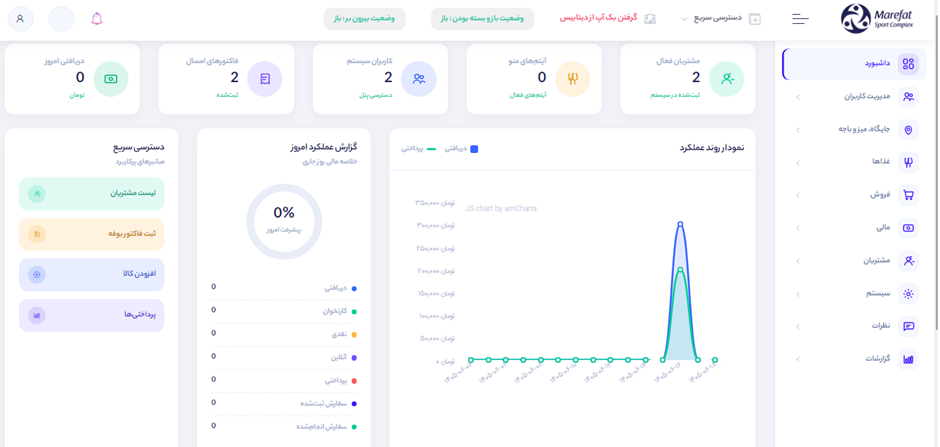 Marefat
Sport Complex
دسترسی سریع
گرفتن بک آپ از دیتابیس
وضعیت باز و بسته بودن : باز
وضعیت بیرون بر : باز
داشبورد
مدیریت کاربران
جایگاه، میز و باجه
غذاها
فروش
مالی
مشتریان
سیستم
نظرات
گزارشات
مشتریان فعال
2
ثبت‌شده در سیستم
آیتم‌های منو
0
آیتم‌های فعال
کاربران سیستم
2
دسترسی پنل
فاکتورهای امسال
2
ثبت‌شده
دریافتی امروز
0
تومان
نمودار روند عملکرد
دریافتی
پرداختی
JS chart by amCharts
تومان ۳۵۰,۰۰۰
تومان ۳۰۰,۰۰۰
تومان ۲۵۰,۰۰۰
تومان ۲۰۰,۰۰۰
تومان ۱۵۰,۰۰۰
تومان ۱۰۰,۰۰۰
تومان ۵۰,۰۰۰
تومان ۰
گزارش عملکرد امروز
خلاصه مالی روز جاری
0%
پیشرفت امروز
دریافتی 0
کارتخوان 0
نقدی 0
آنلاین 0
پرداختی 0
سفارش ثبت‌شده 0
سفارش انجام‌شده 0
دسترسی سریع
میانبرهای پرکاربرد
لیست مشتریان
ثبت فاکتور بوفه
افزودن کالا
پرداختی‌ها